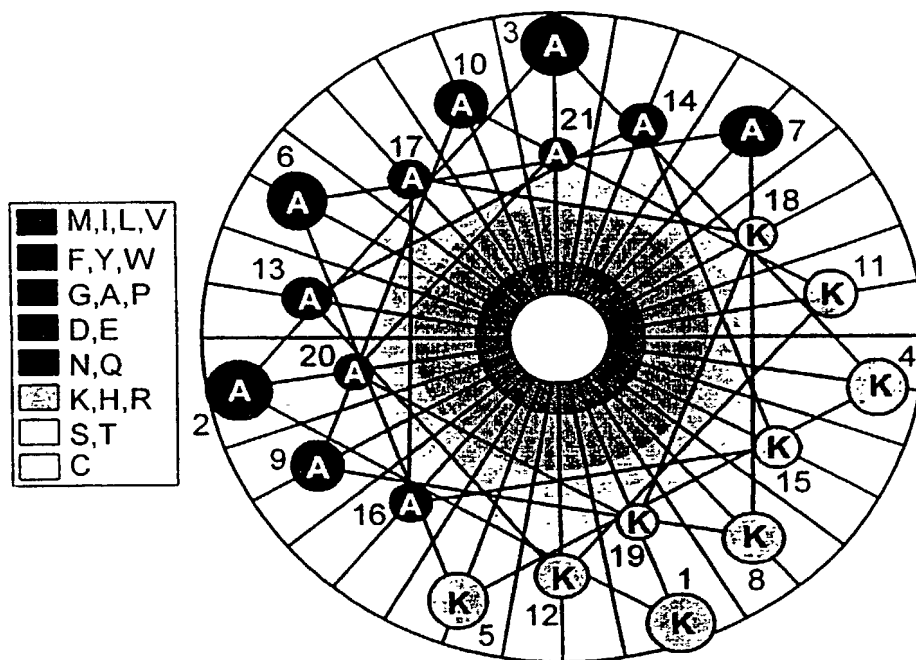 M,I,L,V
F,Y,W
G,A,P
D,E
N,Q
K,H,R
S,T
C
3
A
10
A
14
A
7
A
21
A
17
A
6
A
18
K
13
A
11
K
20
A
4
K
2
A
9
A
15
K
16
A
19
K
8
K
12
K
5
K
1
K